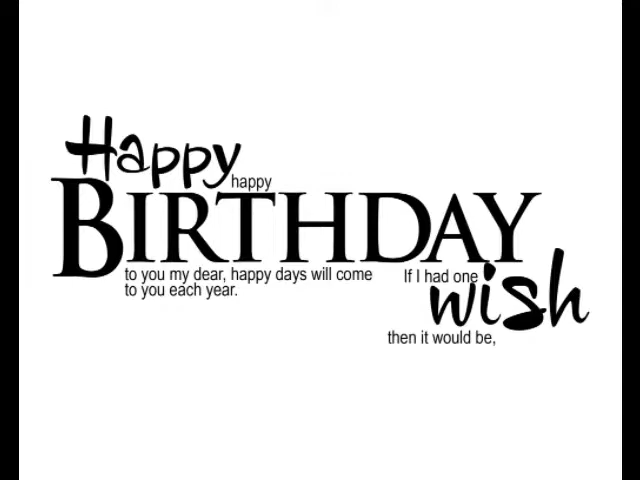 Happy
happy
BIRTHDAY
to you my dear, happy days will come
to you each year.
If I had one
wish
then it would be,